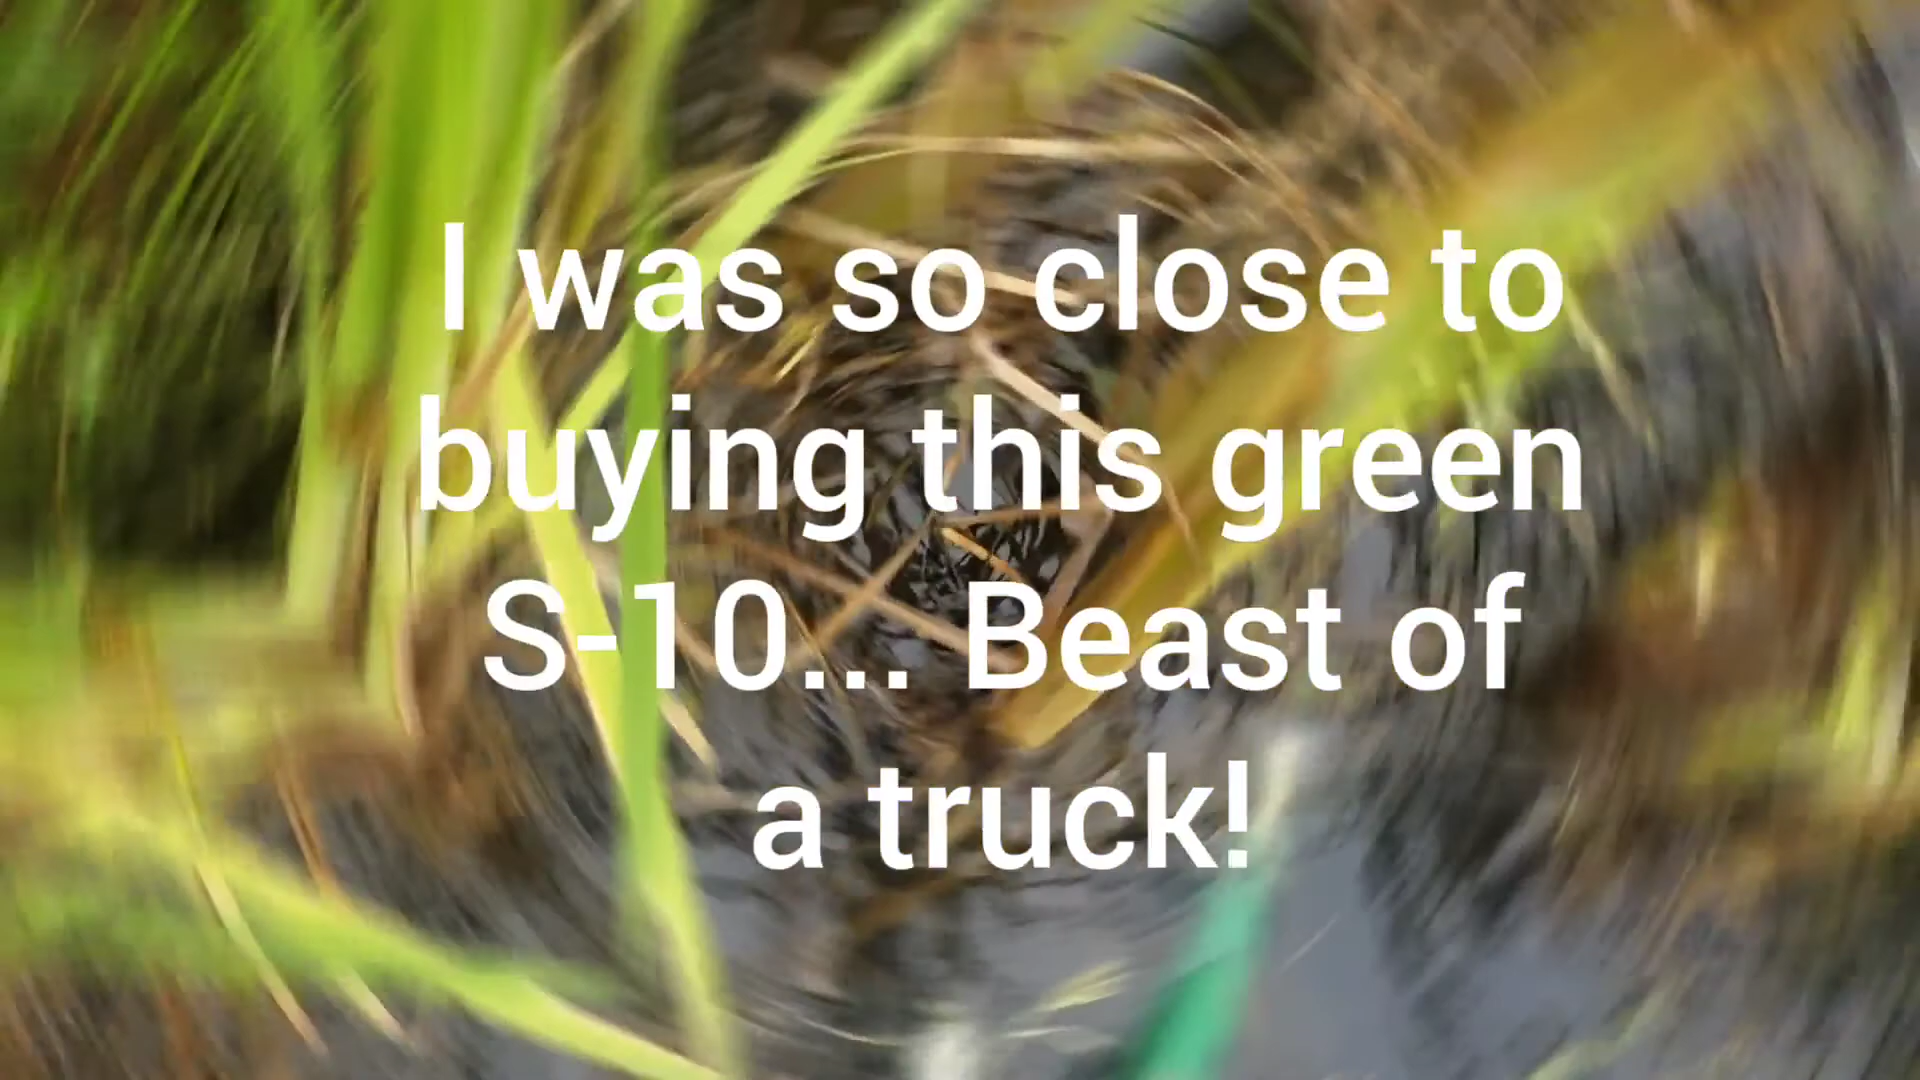 I was so close to
buying this green
S-10... Beast of
a truck!